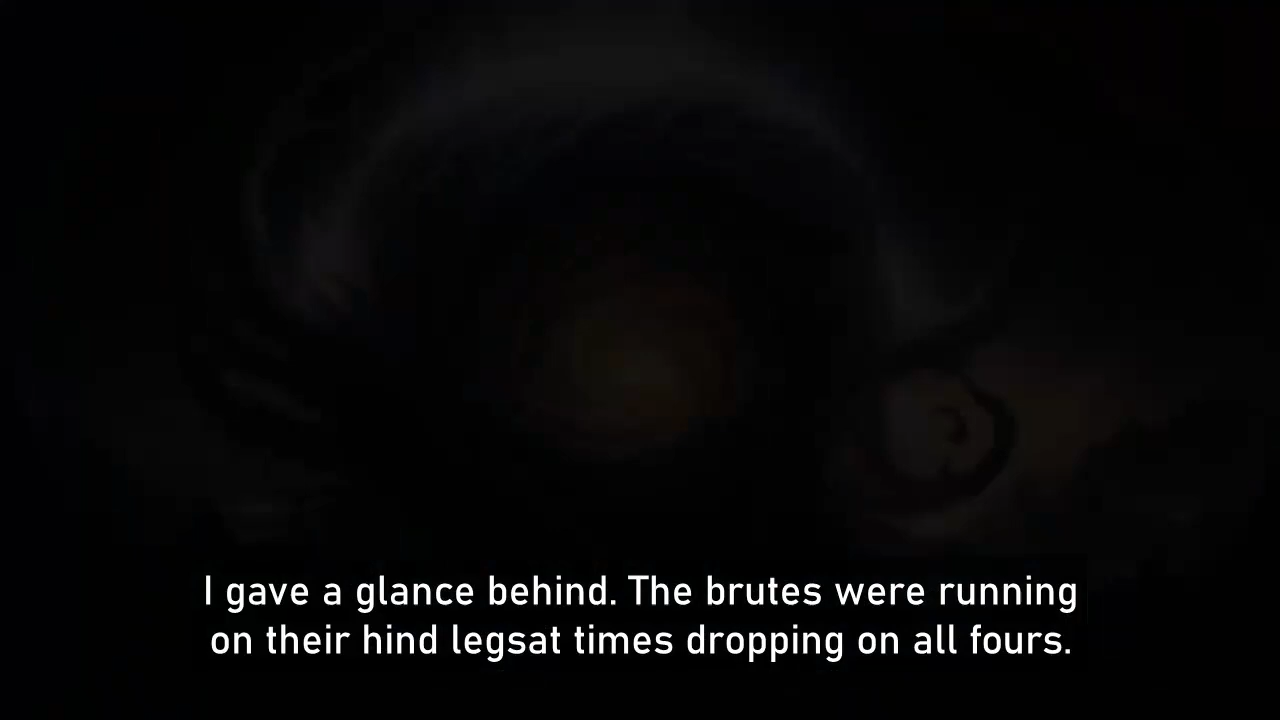 I gave a glance behind. The brutes were running
on their hind legsat times dropping on all fours.